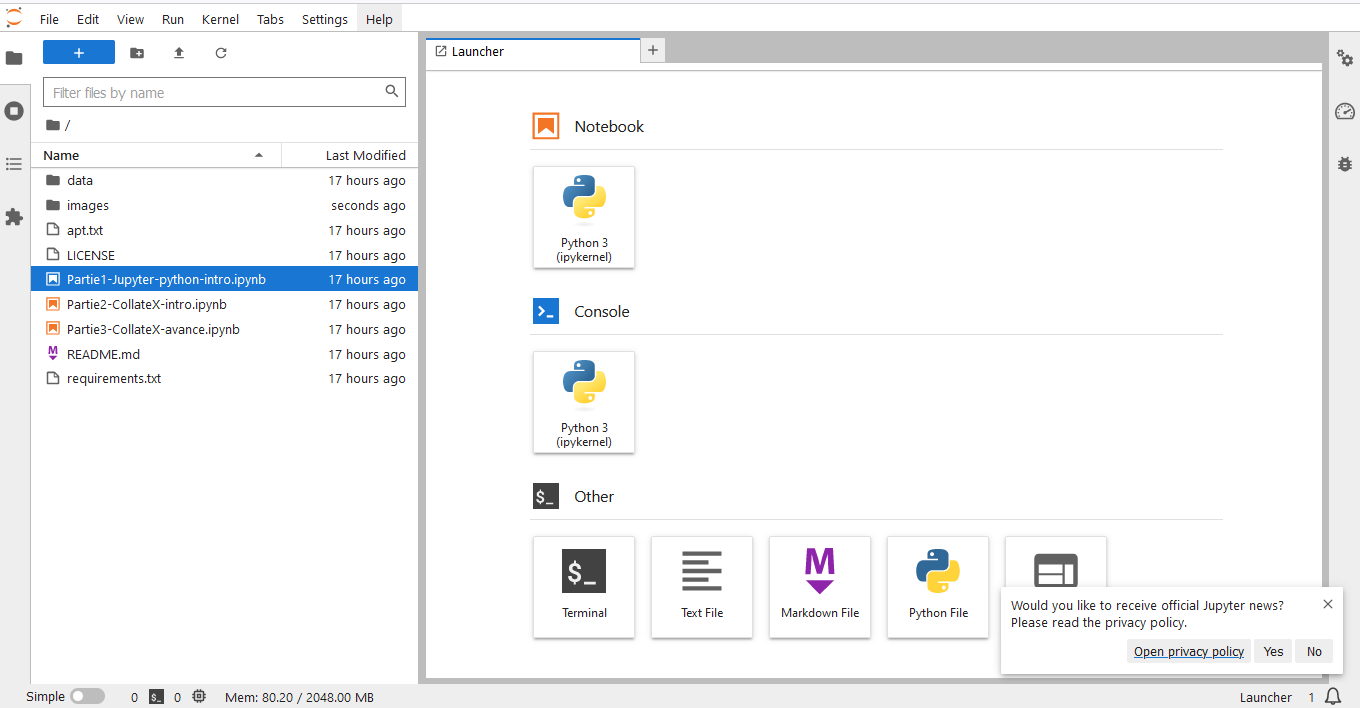 File Edit View Run Kernel Tabs Settings Help
+
Filter files by name
/
Name Last Modified
data 17 hours ago
images seconds ago
apt.txt 17 hours ago
LICENSE 17 hours ago
Partie1-Jupyter-python-intro.ipynb 17 hours ago
Partie2-CollateX-intro.ipynb 17 hours ago
Partie3-CollateX-avance.ipynb 17 hours ago
M README.md 17 hours ago
requirements.txt 17 hours ago
Launcher +
Notebook
Python 3
(ipykernel)
>_ Console
Python 3
(ipykernel)
$_ Other
$_
Terminal
Text File
M
Markdown File
Python File
Would you like to receive official Jupyter news?
Please read the privacy policy.
Open privacy policy Yes No
Simple 0 $_ 0 Mem: 80.20 / 2048.00 MB Launcher 1